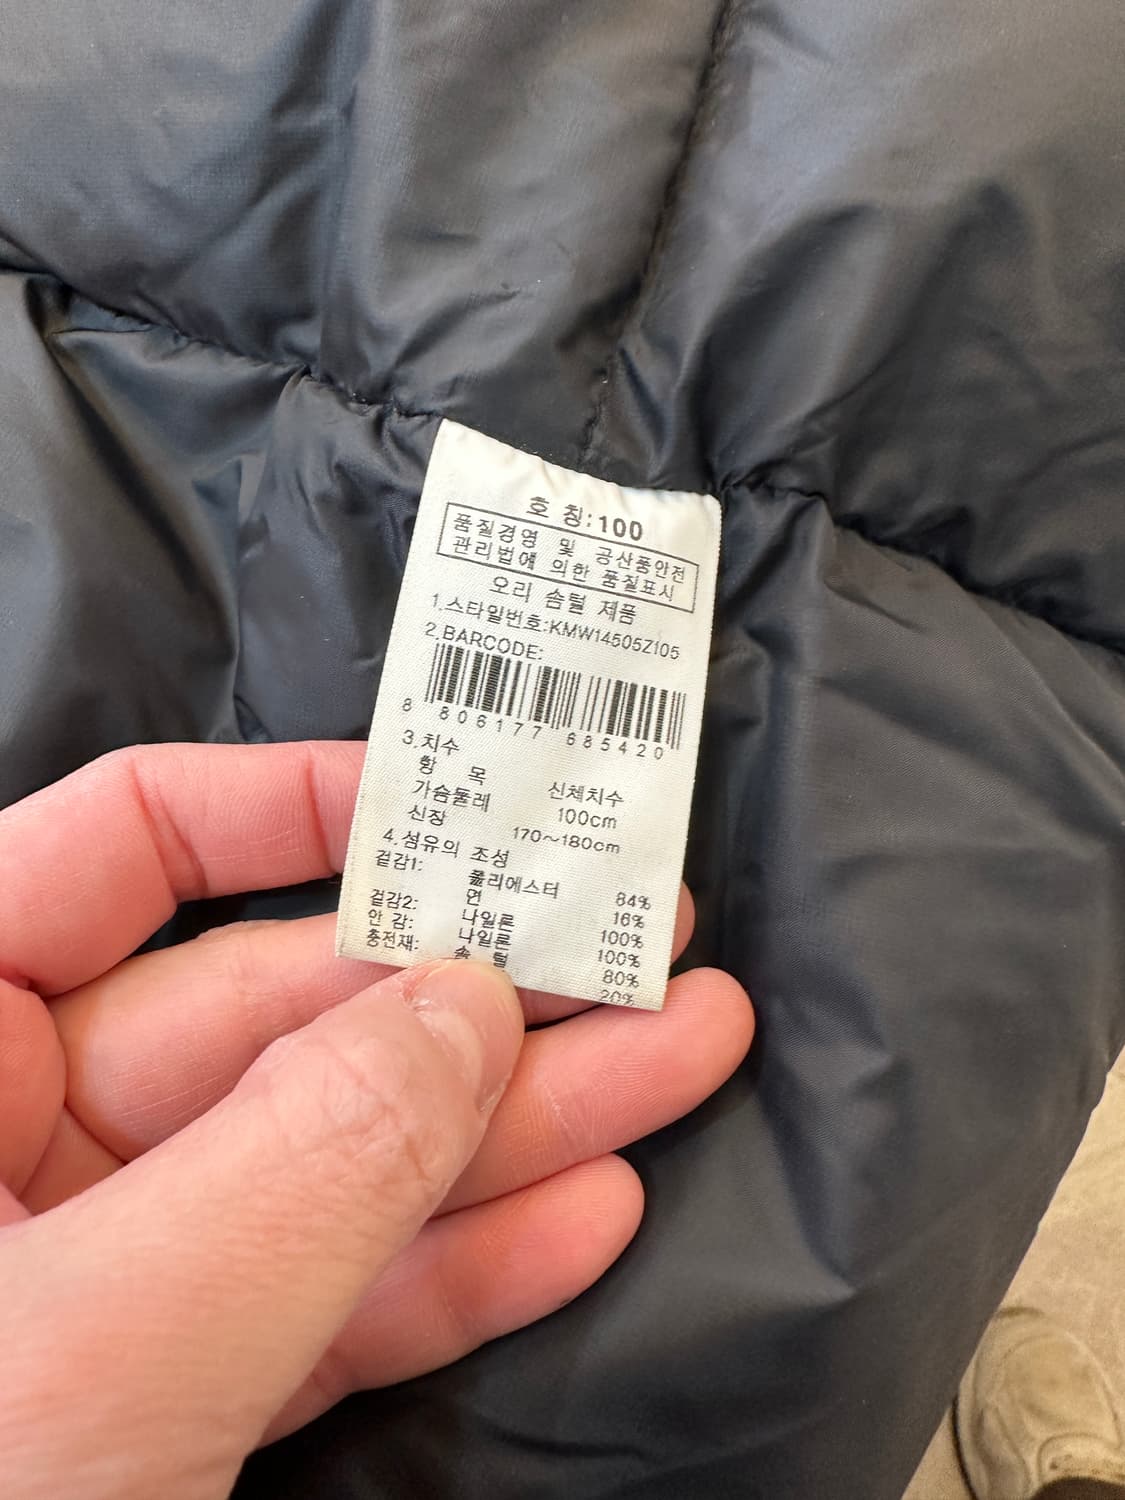 호 칭:100
품질경영 및 공산품안전
관리법에 의한 품질표시
오리 솜털 제품
1.스타일번호:KMW14505Z105
2.BARCODE:
8 806177 685420
3.치수
항 목 신체치수
가슴둘레 100cm
신장 170~180cm
4.섬유의 조성
겉감1: 폴리에스터 84%
면 16%
겉감2: 나일론 100%
안 감: 나일론 100%
충전재: 솜 털 80%
20%